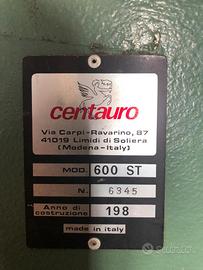 centauro
Via Carpi-Ravarino, 87
41019 Limidi di Soliera
(Modena-Italy)
MOD. 600 ST
N. 6345
Anno di costruzione 198
made in italy
subito